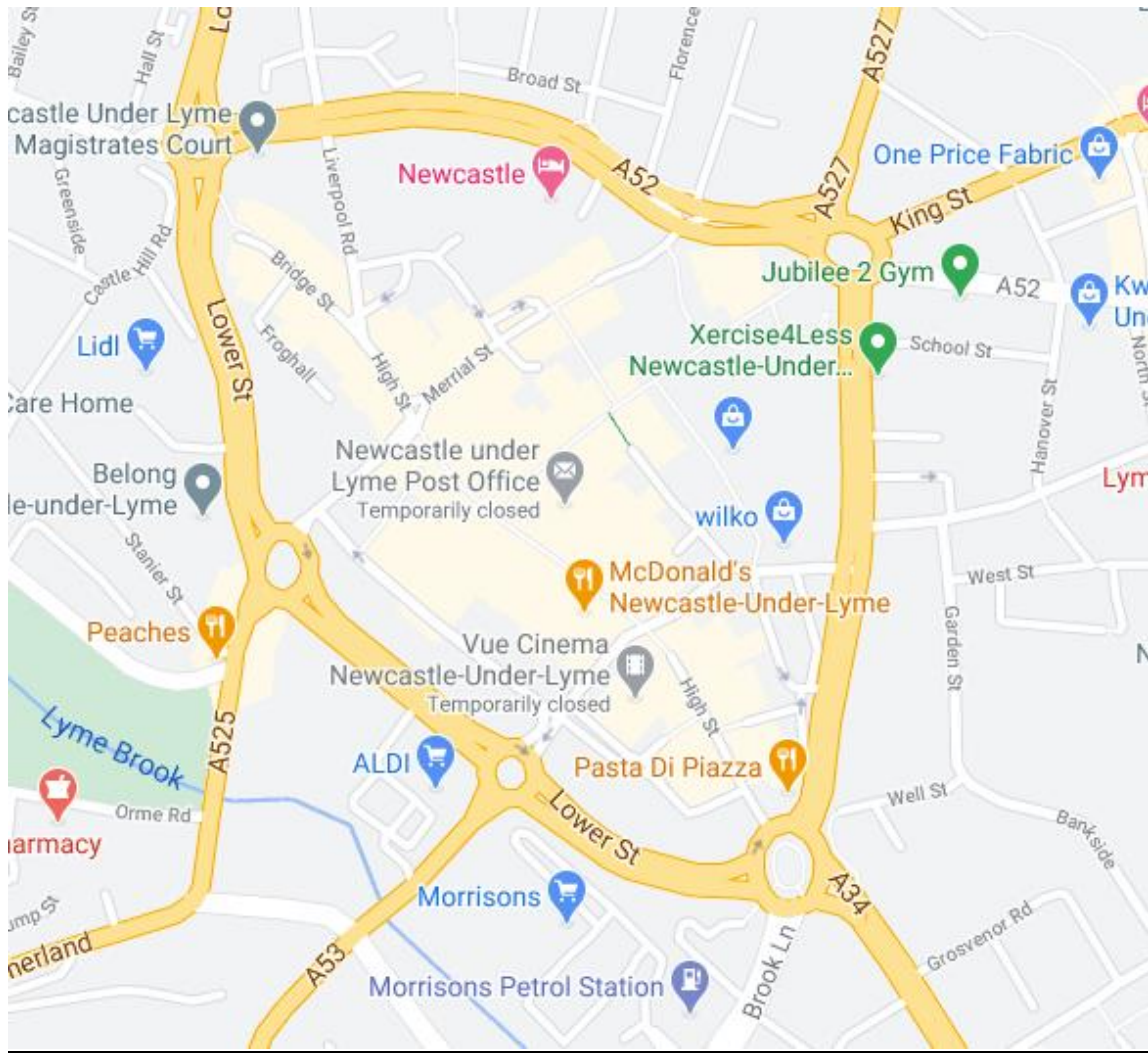 Bailey St
Hall St
Lo
Broad St
Florence
A527
castle Under Lyme
Magistrates Court
Greenside
Liverpool Rd
Newcastle
A52
A527
One Price Fabric
King St
Castle Hill Rd
Bridge St
Jubilee 2 Gym
A52
Kw
Un
Lidl
Lower St
Froghall
High St
Merrial St
Xercise4Less
Newcastle-Under...
School St
North St
Hanover St
Care Home
Belong
le-under-Lyme
Newcastle under
Lyme Post Office
Temporarily closed
Lym
wilko
Stanier St
McDonald's
Newcastle-Under-Lyme
West St
Peaches
Vue Cinema
Newcastle-Under-Lyme
Temporarily closed
High St
Garden St
N
Lyme Brook
A525
ALDI
Pasta Di Piazza
Orme Rd
harmacy
Lower St
Well St
Bankside
Morrisons
A34
ump St
merland
A53
Grosvenor Rd
Morrisons Petrol Station
Brook Ln